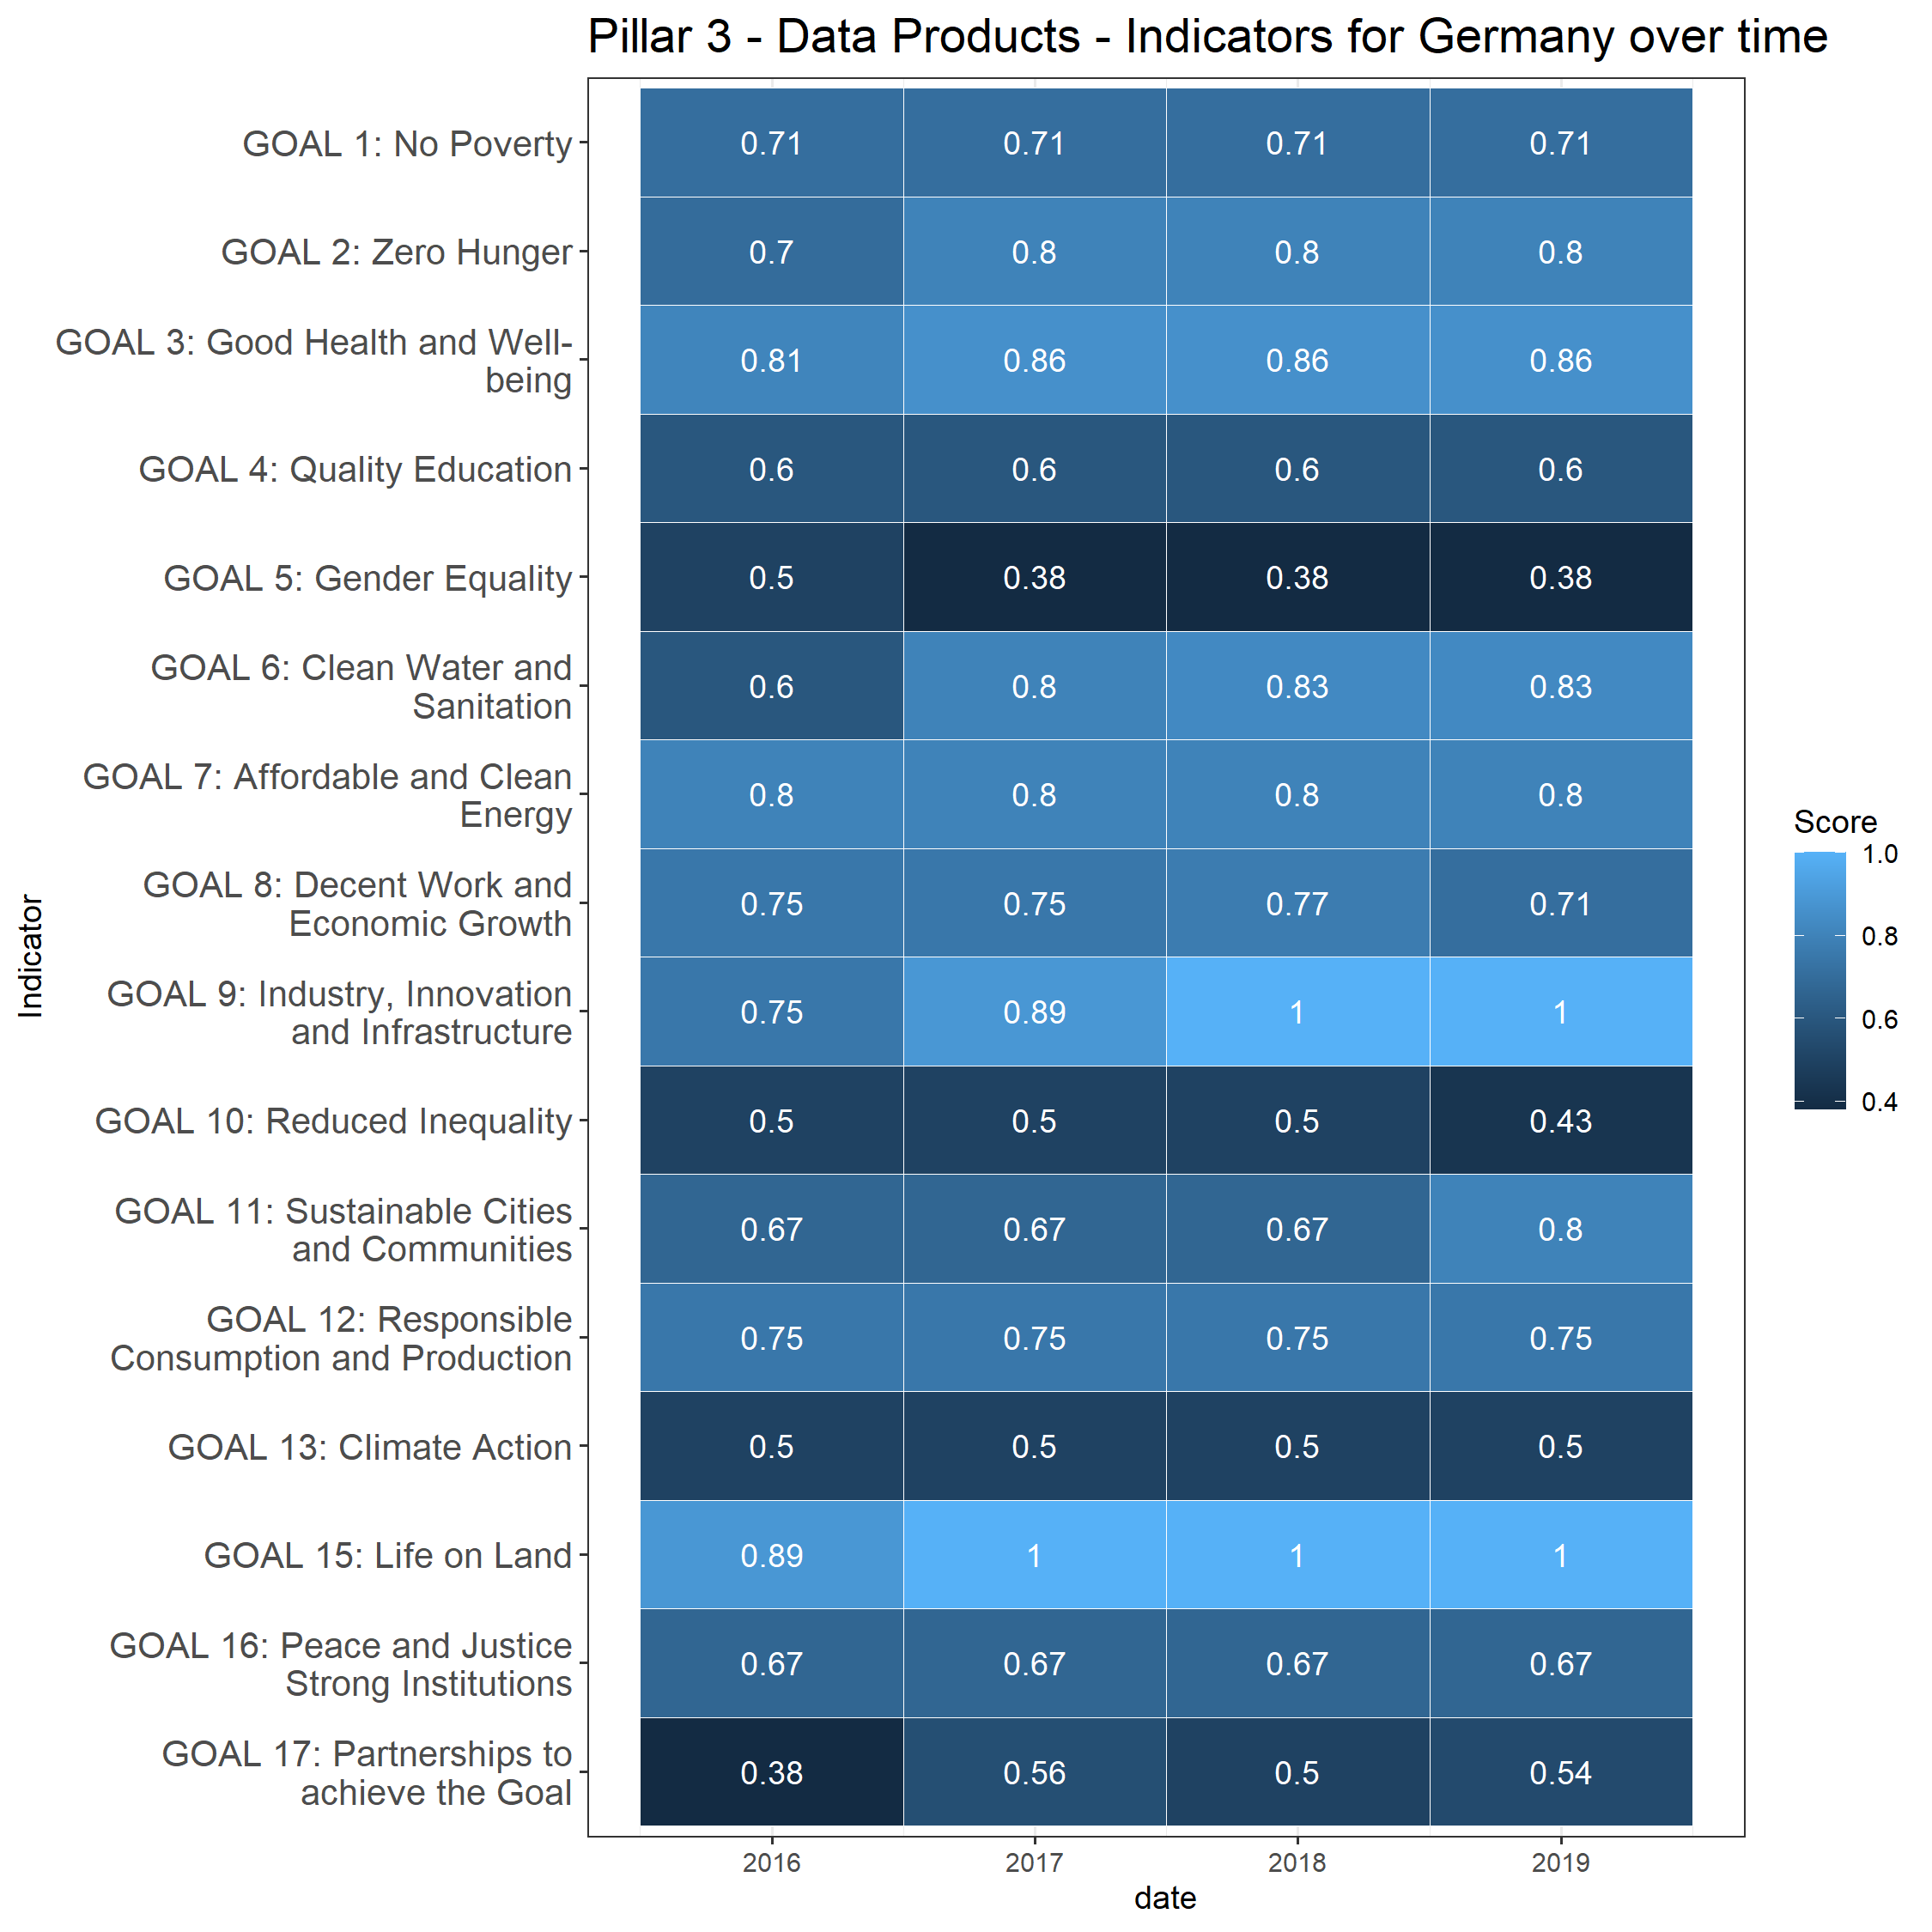 Pillar 3 - Data Products - Indicators for Germany over time
Indicator
GOAL 1: No Poverty
0.71 0.71 0.71 0.71
GOAL 2: Zero Hunger
0.7 0.8 0.8 0.8
GOAL 3: Good Health and Well-
being
0.81 0.86 0.86 0.86
GOAL 4: Quality Education
0.6 0.6 0.6 0.6
GOAL 5: Gender Equality
0.5 0.38 0.38 0.38
GOAL 6: Clean Water and
Sanitation
0.6 0.8 0.83 0.83
GOAL 7: Affordable and Clean
Energy
0.8 0.8 0.8 0.8
GOAL 8: Decent Work and
Economic Growth
0.75 0.75 0.77 0.71
GOAL 9: Industry, Innovation
and Infrastructure
0.75 0.89 1 1
GOAL 10: Reduced Inequality
0.5 0.5 0.5 0.43
GOAL 11: Sustainable Cities
and Communities
0.67 0.67 0.67 0.8
GOAL 12: Responsible
Consumption and Production
0.75 0.75 0.75 0.75
GOAL 13: Climate Action
0.5 0.5 0.5 0.5
GOAL 15: Life on Land
0.89 1 1 1
GOAL 16: Peace and Justice
Strong Institutions
0.67 0.67 0.67 0.67
GOAL 17: Partnerships to
achieve the Goal
0.38 0.56 0.5 0.54
2016 2017 2018 2019
date
Score
1.0
0.8
0.6
0.4